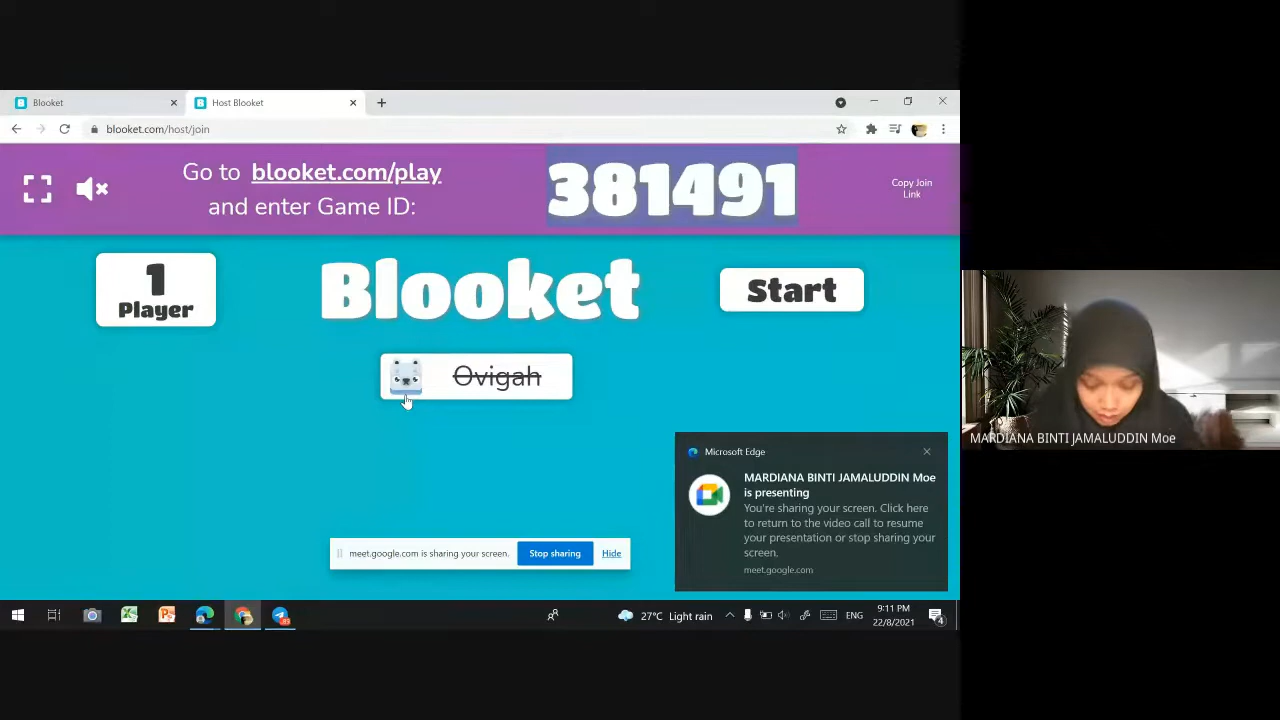 Blooket
Host Blooket
blooket.com/host/join
Go to blooket.com/play
and enter Game ID:
381491
Copy Join
Link
1
Player
Blooket
Start
Ovigah
Microsoft Edge
MARDIANA BINTI JAMALUDDIN Moe
is presenting
You're sharing your screen. Click here
to return to the video call to resume
your presentation or stop sharing your
screen.
meet.google.com
meet.google.com is sharing your screen.
Stop sharing
Hide
MARDIANA BINTI JAMALUDDIN Moe
27°C Light rain
ENG
9:11 PM
22/8/2021
4